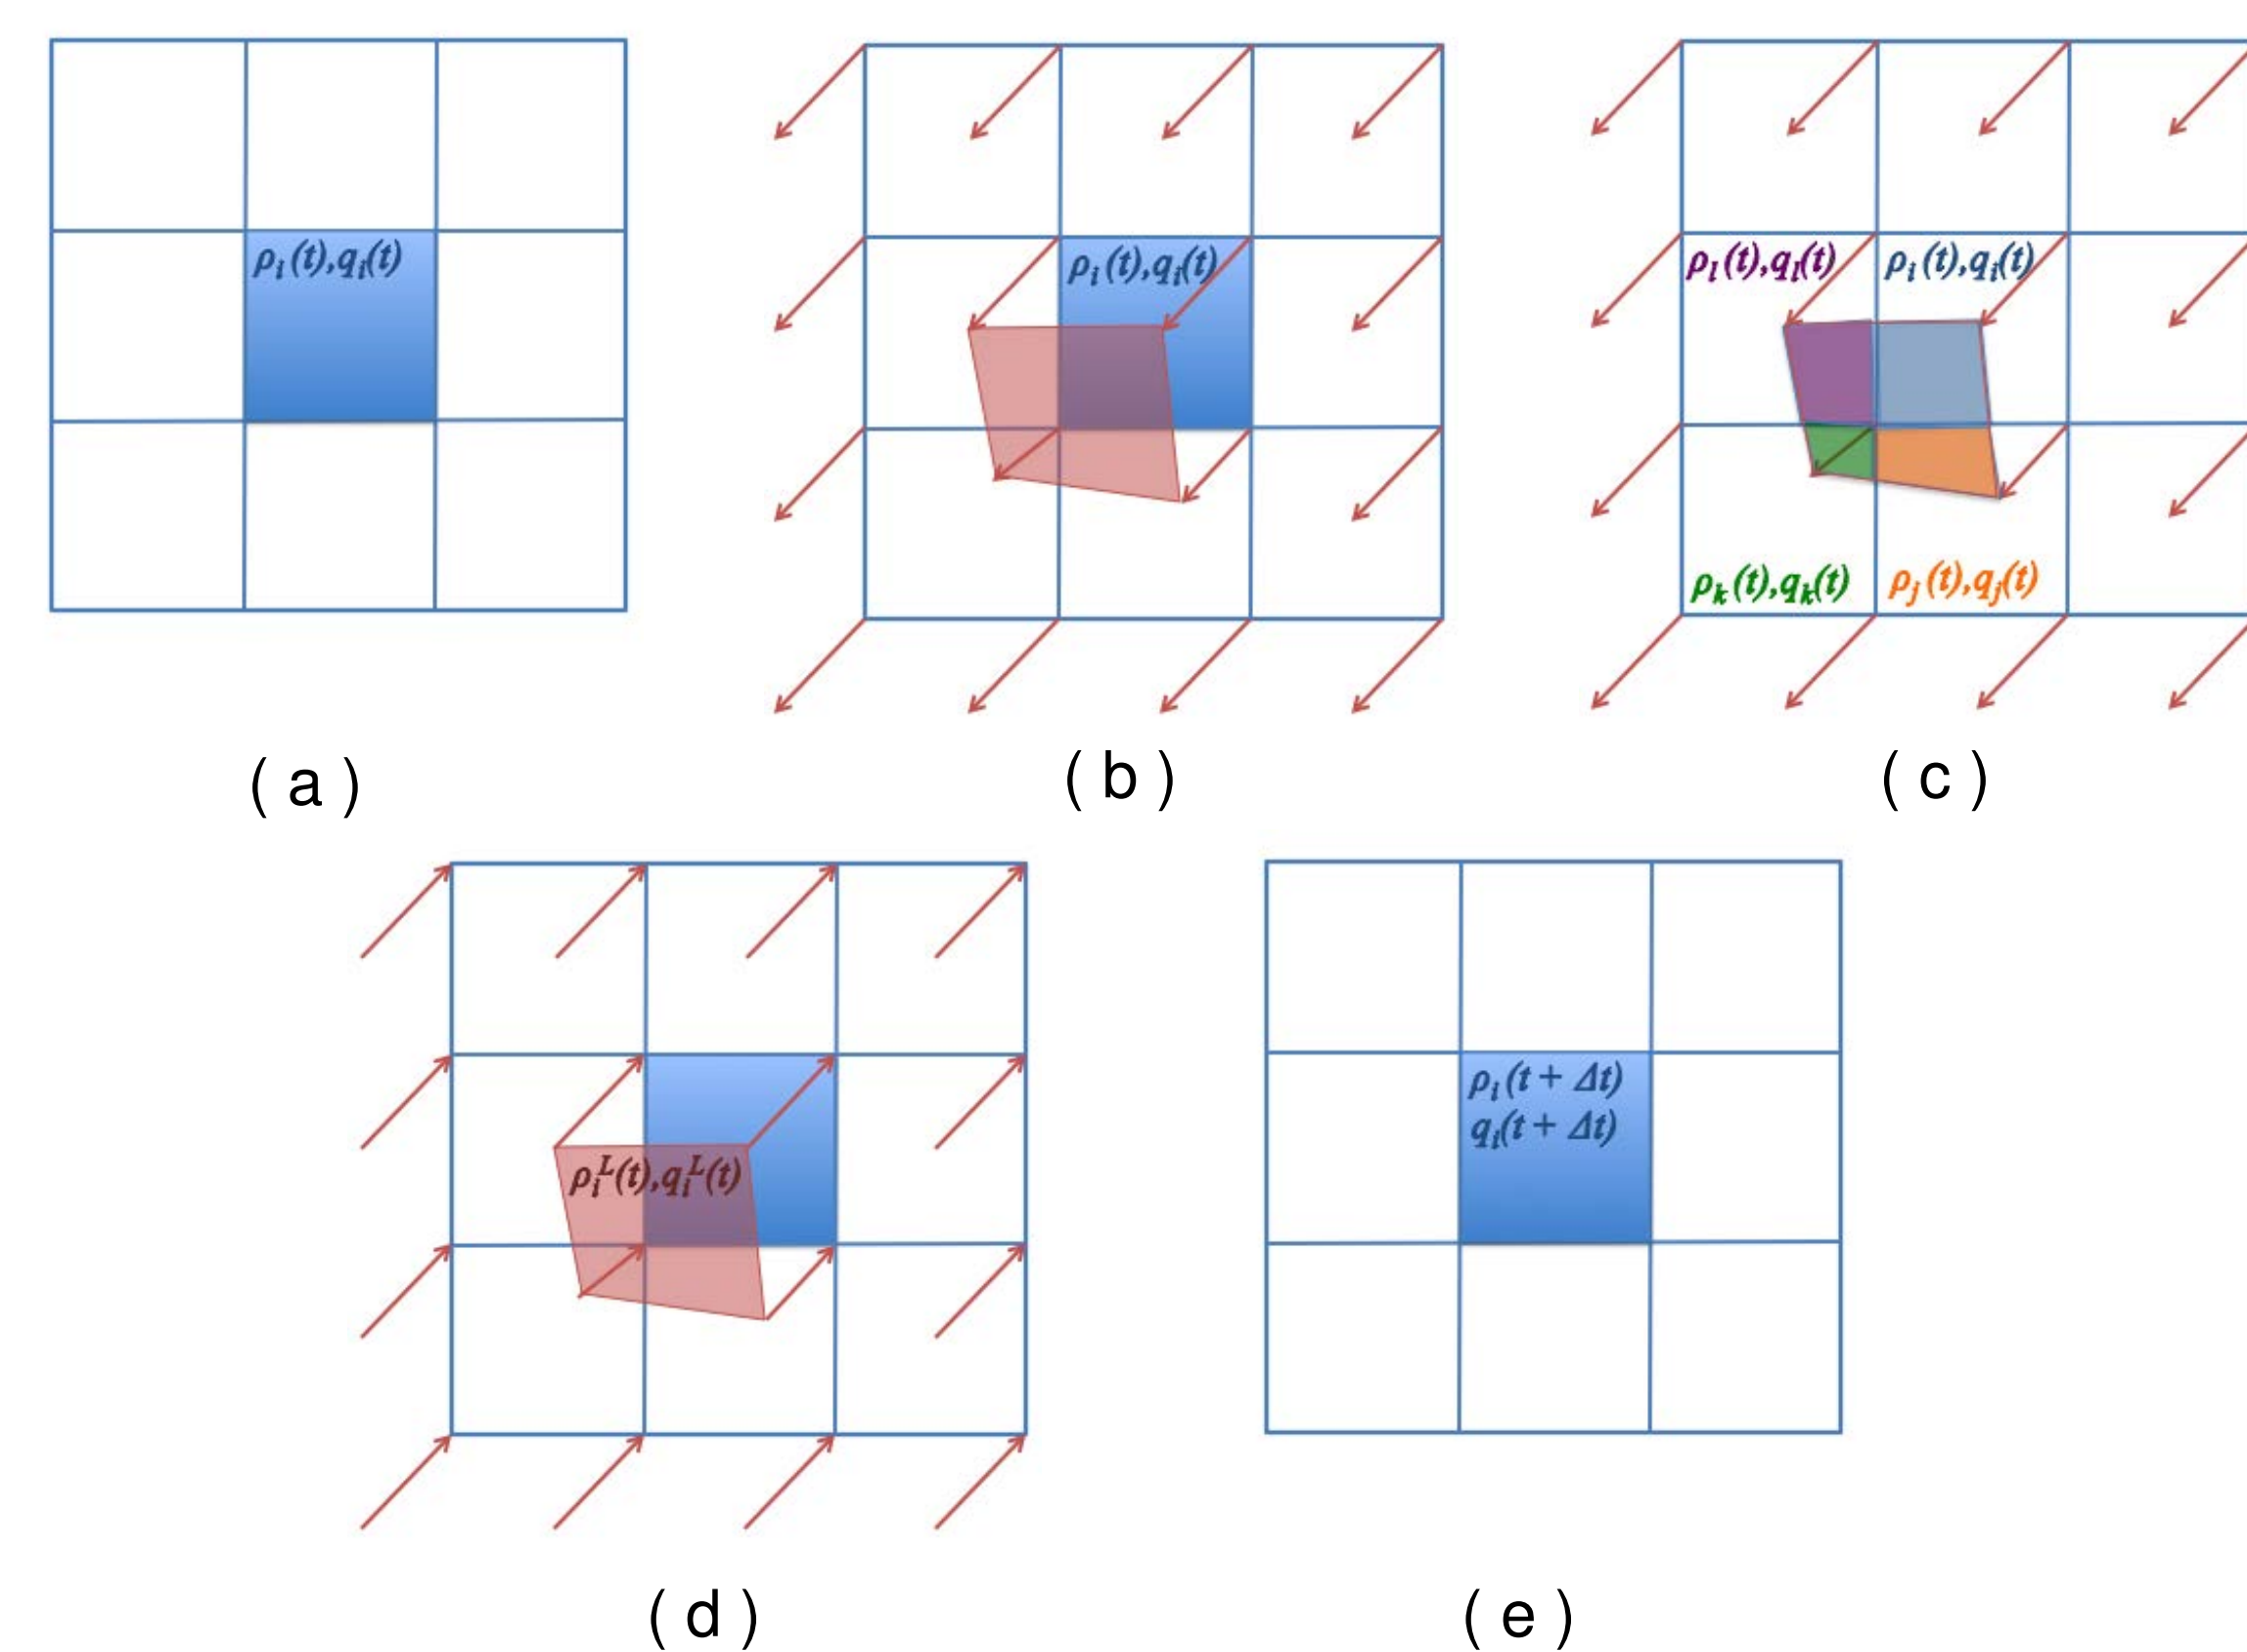 ρᵢ(t),qᵢ(t)
ρᵢ(t),qᵢ(t)
ρₗ(t),qₗ(t) ρᵢ(t),qᵢ(t)
ρₖ(t),qₖ(t) ρⱼ(t),qⱼ(t)
( a ) ( b ) ( c )
ρᵢᴸ(t),qᵢᴸ(t)
ρᵢ(t + Δt)
qᵢ(t + Δt)
( d ) ( e )